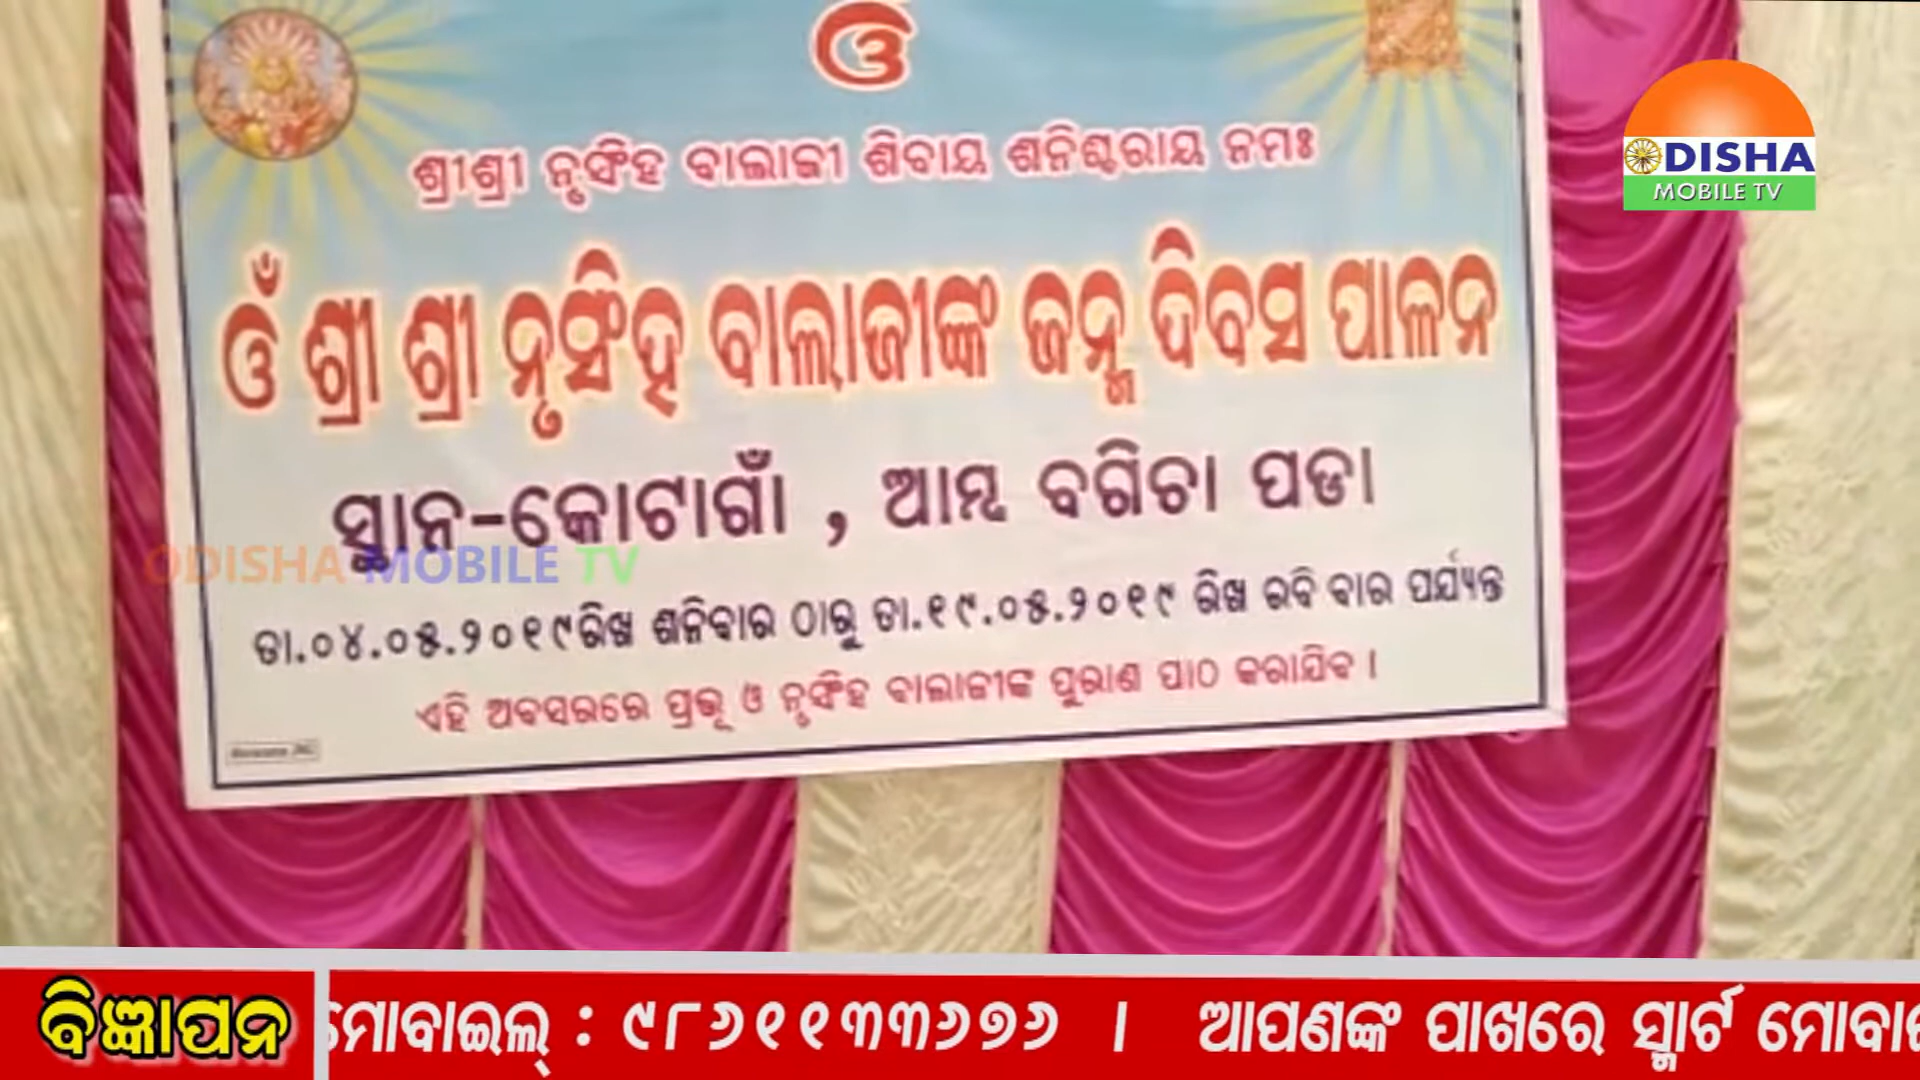 ଓଁ
ଶ୍ରୀଶ୍ରୀ ନୃସିଂହ ବାଲାଜୀ ଶିବାୟ ଶନିଶ୍ଚରାୟ ନମଃ
ଓଁ ଶ୍ରୀ ଶ୍ରୀ ନୃସିଂହ ବାଲାଜୀଙ୍କ ଜନ୍ମ ଦିବସ ପାଳନ
ସ୍ଥାନ-କୋଟାଗାଁ , ଆମ୍ଭ ବଗିଚା ପଡା
ତା.୦୪.୦୫.୨୦୧୯ରିଖ ଶନିବାର ଠାରୁ ତା.୧୯.୦୫.୨୦୧୯ ରିଖ ରବି ବାର ପର୍ଯ୍ୟନ୍ତ
ଏହି ଅବସରରେ ପ୍ରଭୂ ଓ ନୃସିଂହ ବାଲାଜୀଙ୍କ ପୁରାଣ ପାଠ କରାଯିବ ।
ODISHA
MOBILE TV
ODISHA MOBILE TV
ବିଜ୍ଞାପନ
ମୋବାଇଲ୍ : ୯୮୬୧୧୩୩୬୭୬ । ଆପଣଙ୍କ ପାଖରେ ସ୍ମାର୍ଟ ମୋବାଇ